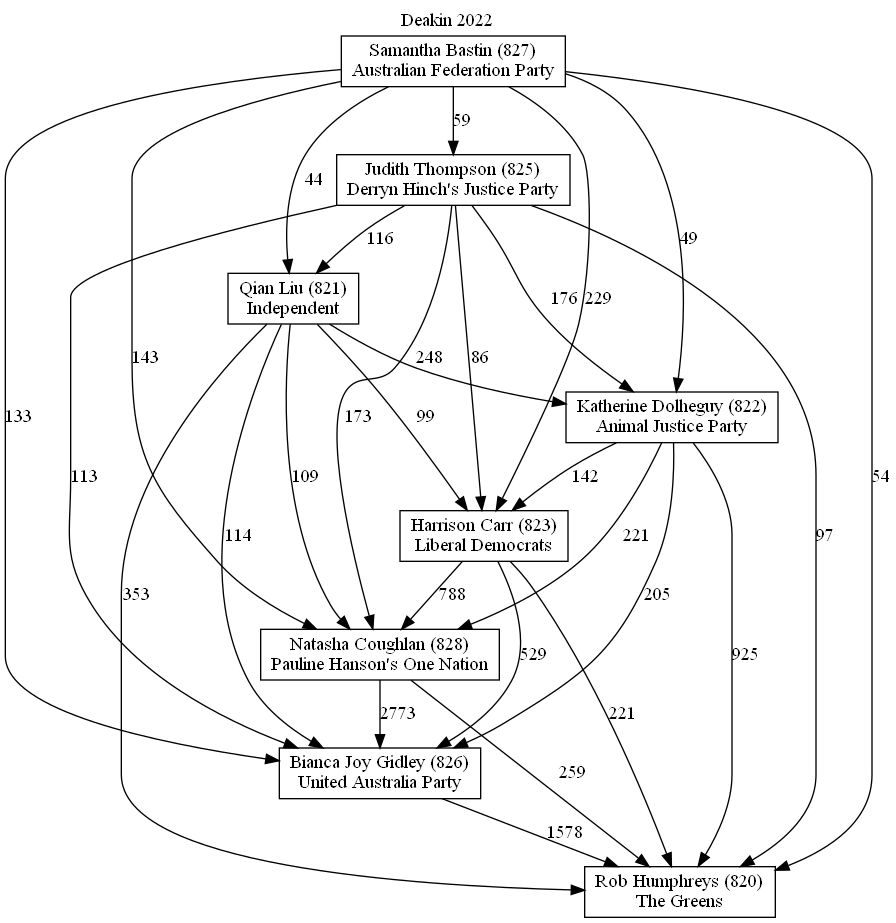 Deakin 2022
Samantha Bastin (827)
Australian Federation Party
59
Judith Thompson (825)
Derryn Hinch's Justice Party
44
116
49
Qian Liu (821)
Independent
176
229
143
248
86
Katherine Dolheguy (822)
Animal Justice Party
133
173
99
113
109
142
54
Harrison Carr (823)
Liberal Democrats
114
221
97
353
788
205
Natasha Coughlan (828)
Pauline Hanson's One Nation
529
925
2773
221
Bianca Joy Gidley (826)
United Australia Party
259
1578
Rob Humphreys (820)
The Greens